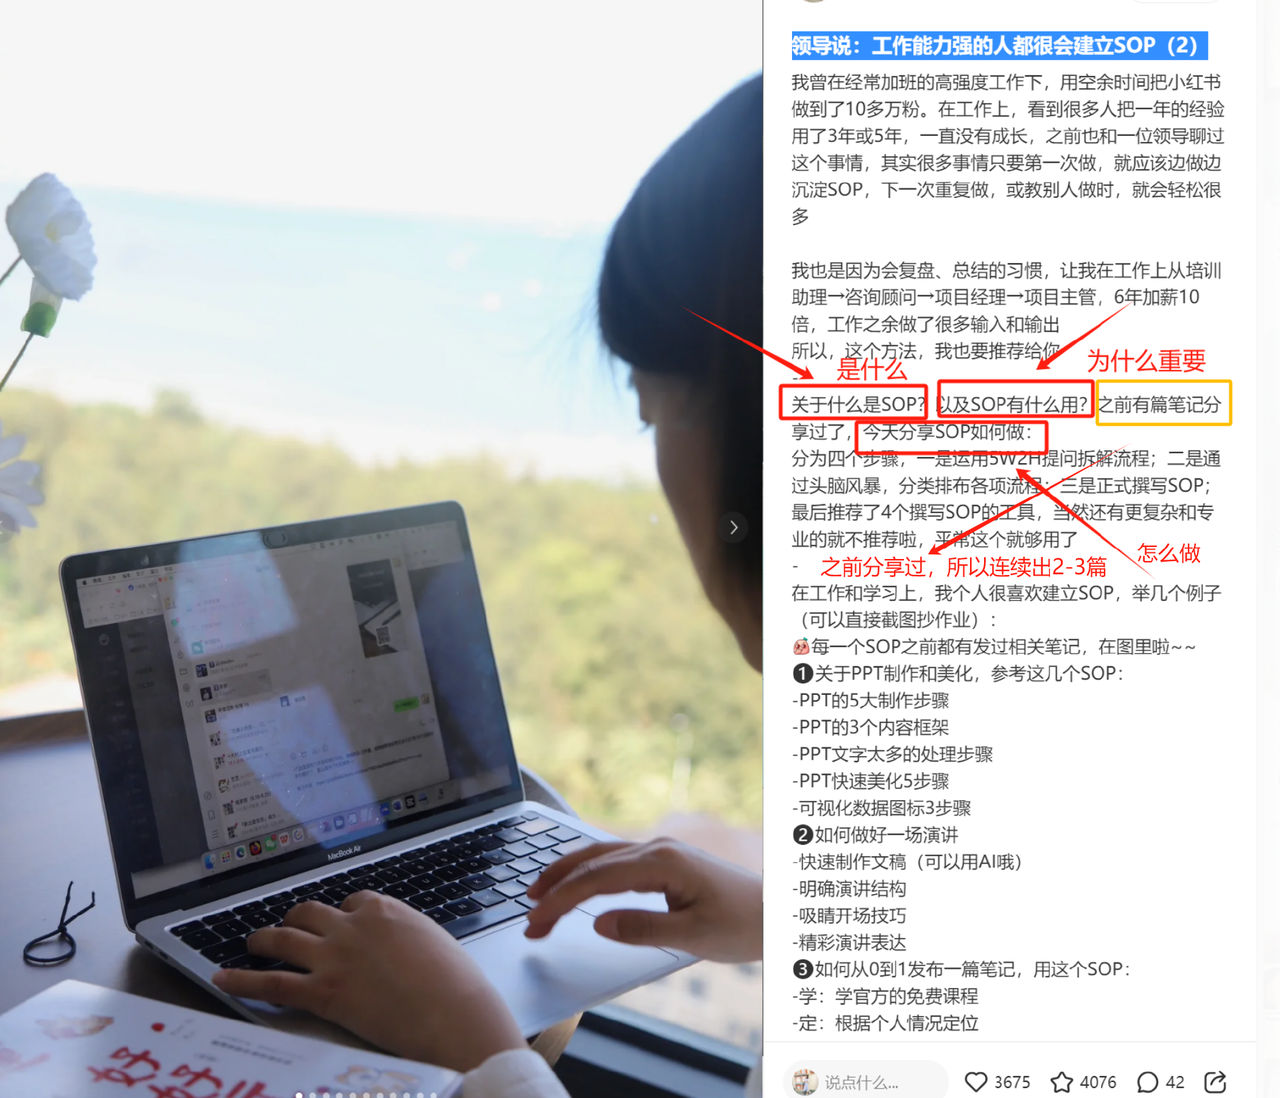 领导说：工作能力强的人都很会建立SOP（2）
我曾在经常加班的高强度工作下，用空余时间把小红书
做到了10多万粉。在工作上，看到很多人把一年的经验
用了3年或5年，一直没有成长，之前也和一位领导聊过
这个事情，其实很多事情只要第一次做，就应该边做边
沉淀SOP，下一次重复做，或教别人做时，就会轻松很
多
我也是因为会复盘、总结的习惯，让我在工作上从培训
助理→咨询顾问→项目经理→项目主管，6年加薪10
倍，工作之余做了很多输入和输出
所以，这个方法，我也要推荐给你
-
是什么
为什么重要
关于什么是SOP？以及SOP有什么用？之前有篇笔记分
享过了，今天分享SOP如何做：
分为四个步骤，一是运用5W2H提问拆解流程；二是通
过头脑风暴，分类排布各项流程；三是正式撰写SOP；
最后推荐了4个撰写SOP的工具，当然还有更复杂和专
业的就不推荐啦，平常这个就够用了
怎么做
-
之前分享过，所以连续出2-3篇
在工作和学习上，我个人很喜欢建立SOP，举几个例子
（可以直接截图抄作业）：
每一个SOP之前都有发过相关笔记，在图里啦~~
❶关于PPT制作和美化，参考这几个SOP：
-PPT的5大制作步骤
-PPT的3个内容框架
-PPT文字太多的处理步骤
-PPT快速美化5步骤
-可视化数据图标3步骤
❷如何做好一场演讲
-快速制作文稿（可以用AI哦）
-明确演讲结构
-吸睛开场技巧
-精彩演讲表达
❸如何从0到1发布一篇笔记，用这个SOP：
-学：学官方的免费课程
-定：根据个人情况定位
说点什么...
3675
4076
42
MacBook Air